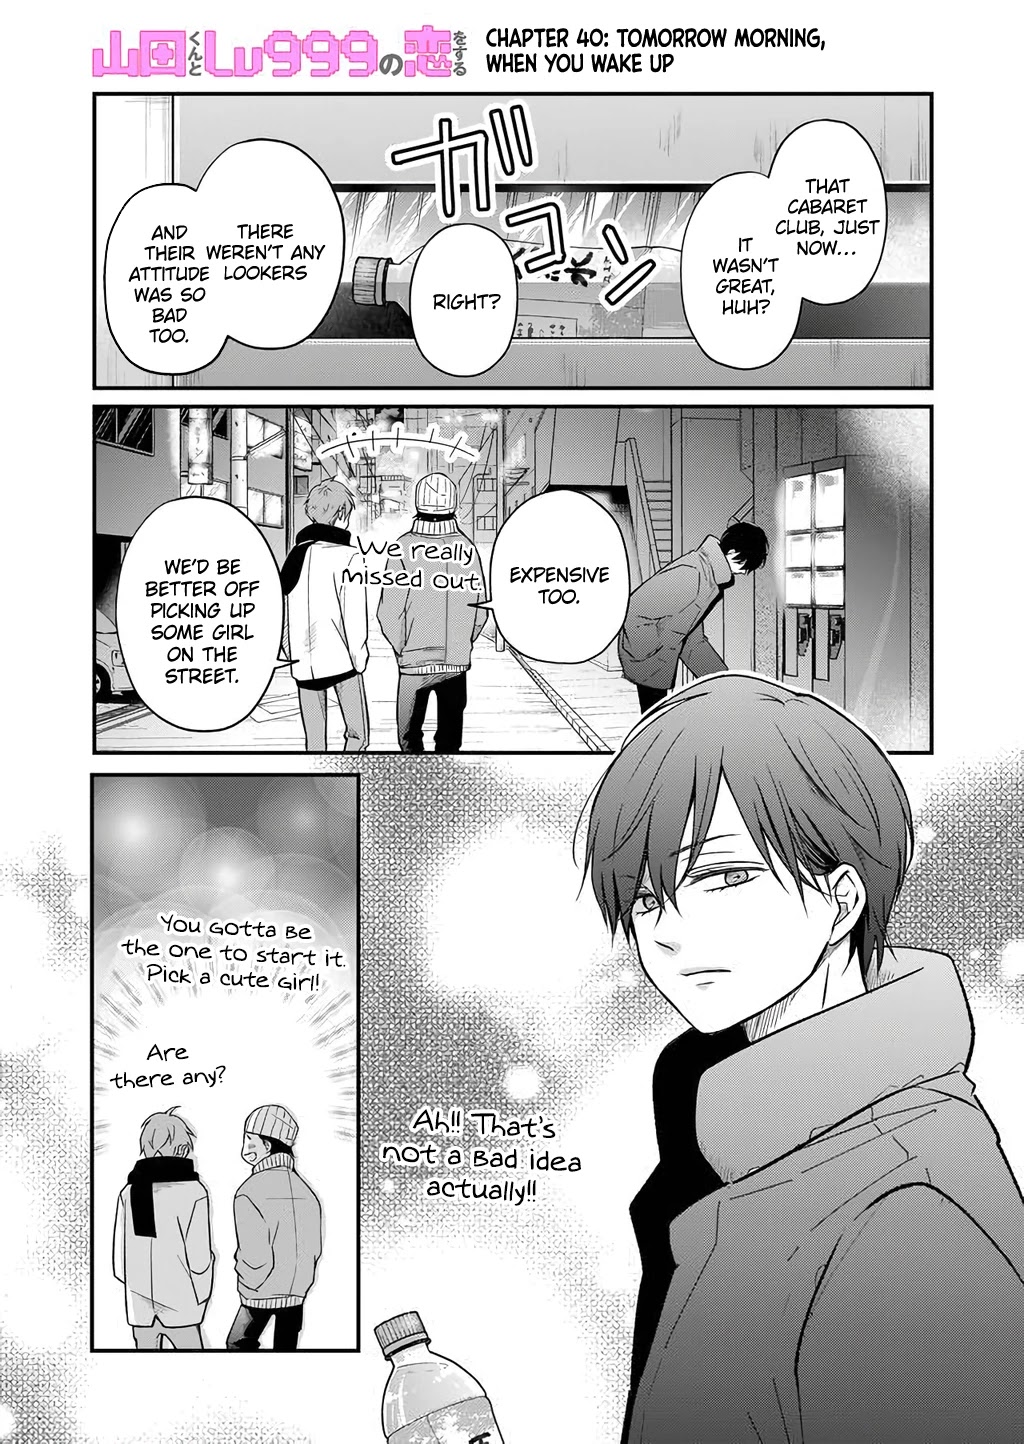 山田くんとLv999の恋をする
CHAPTER 40: TOMORROW MORNING,
WHEN YOU WAKE UP
THAT
CABARET
CLUB, JUST
NOW...
IT
WASN'T
GREAT,
HUH?
ガコン
RIGHT?
THERE
WEREN'T ANY
LOOKERS
AND
THEIR
ATTITUDE
WAS SO
BAD
TOO.
EXPENSIVE
TOO.
We really
missed out.
WE'D BE
BETTER OFF
PICKING UP
SOME GIRL
ON THE
STREET.
You gotta be
the one to start it.
Pick a cute girl!
Are
there any?
Ah!! That's
not a bad idea
actually!!